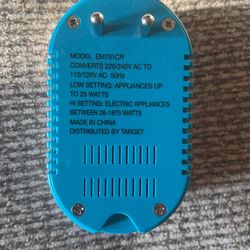 MODEL EM701CR
CONVERTS 220/240V AC TO
110/120V AC 50Hz
LOW SETTING: APPLIANCES UP
TO 25 WATTS
HI SETTING: ELECTRIC APPLIANCES
BETWEEN 26-1875 WATTS
MADE IN CHINA
DISTRIBUTED BY TARGET